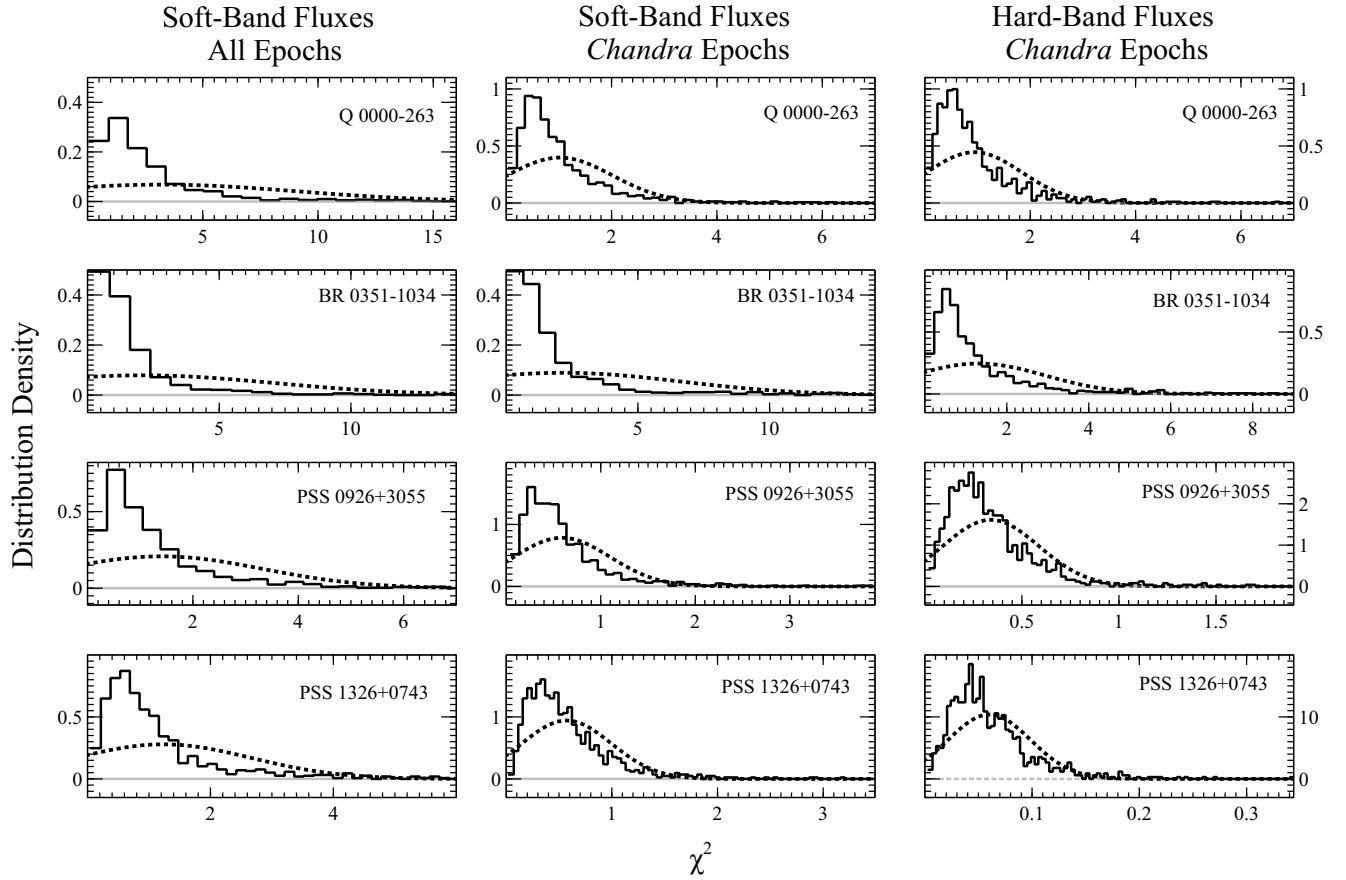 Soft-Band Fluxes
All Epochs
Soft-Band Fluxes
Chandra Epochs
Hard-Band Fluxes
Chandra Epochs
Distribution Density
Q 0000-263
0.4
0.2
0
5 10 15
Q 0000-263
1
0.5
0
2 4 6
Q 0000-263
1
0.5
0
2 4 6
BR 0351-1034
0.4
0.2
0
5 10
BR 0351-1034
0.4
0.2
0
5 10
BR 0351-1034
0.5
0
2 4 6 8
PSS 0926+3055
0.5
0
2 4 6
PSS 0926+3055
1
0
1 2 3
PSS 0926+3055
2
1
0
0.5 1 1.5
PSS 1326+0743
0.5
0
2 4
PSS 1326+0743
1
0
1 2 3
PSS 1326+0743
10
0
0.1 0.2 0.3
χ²